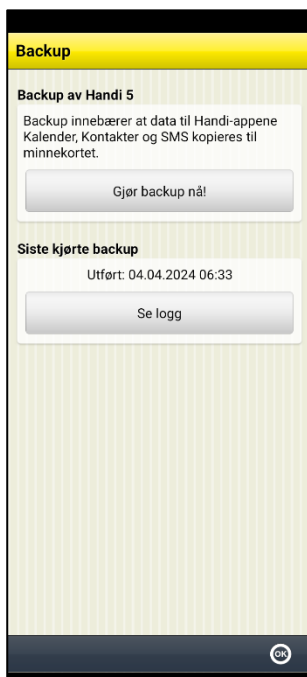 Backup
Backup av Handi 5
Backup innebærer at data til Handi-appene
Kalender, Kontakter og SMS kopieres til
minnekortet.
Gjør backup nå!
Siste kjørte backup
Utført: 04.04.2024 06:33
Se logg
OK